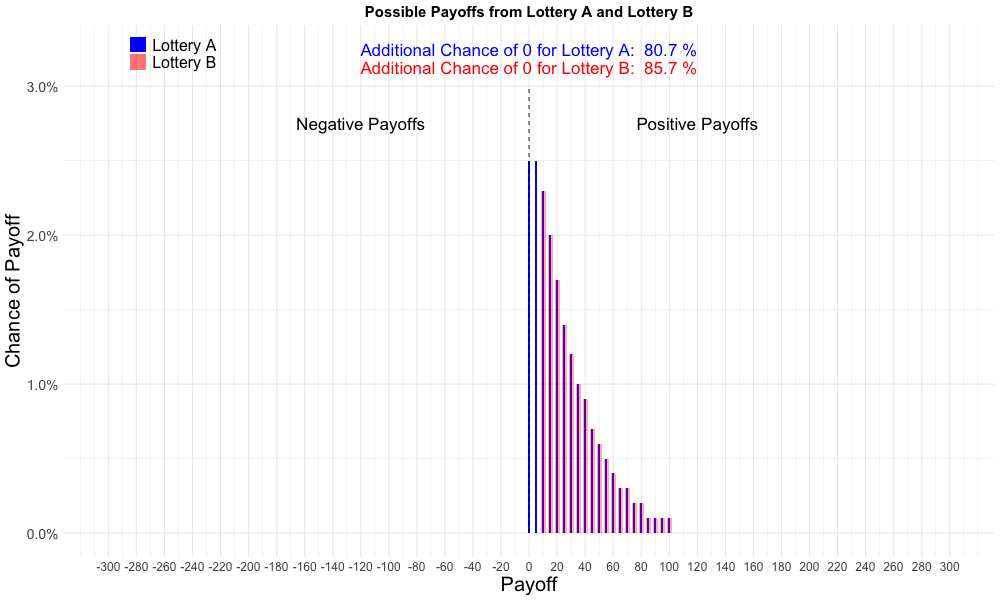 Possible Payoffs from Lottery A and Lottery B
Lottery A
Lottery B
Additional Chance of 0 for Lottery A: 80.7 %
Additional Chance of 0 for Lottery B: 85.7 %
Negative Payoffs
Positive Payoffs
Chance of Payoff
3.0%
2.0%
1.0%
0.0%
-300 -280 -260 -240 -220 -200 -180 -160 -140 -120 -100 -80 -60 -40 -20 0 20 40 60 80 100 120 140 160 180 200 220 240 260 280 300
Payoff